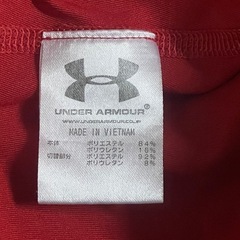 UNDER ARMOUR
WWW.UNDERARMOUR.CO.JP
MADE IN VIETNAM
本体 ポリエステル 84%
ポリウレタン 16%
切替部分 ポリエステル 92%
ポリウレタン 8%